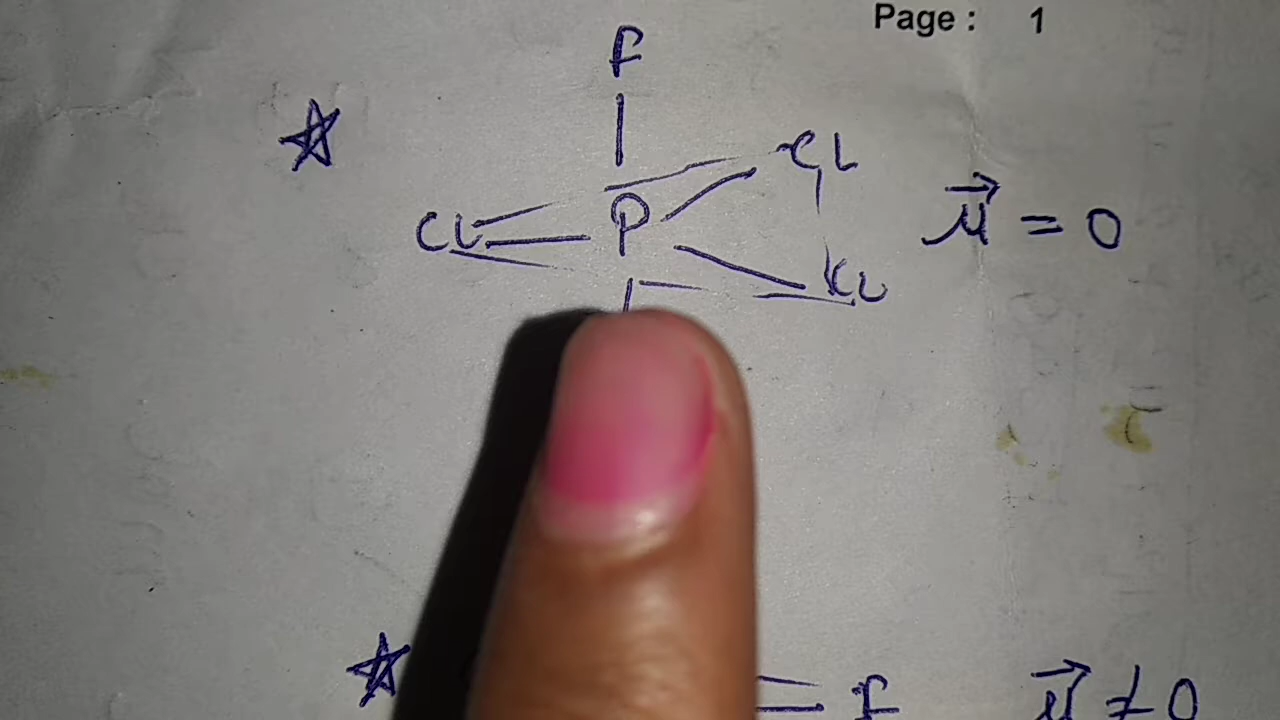 Page : 1
F
Cl
Cl P μ⃗ = 0
Cl
F μ⃗ ≠ 0